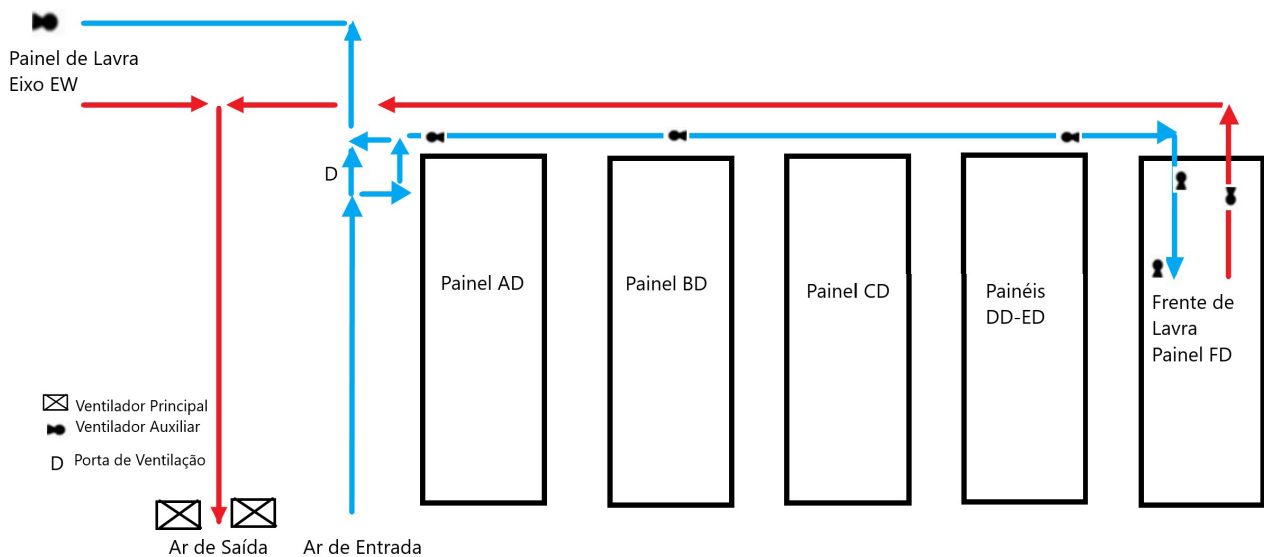 Painel de Lavra
Eixo EW
D
Painel AD
Painel BD
Painel CD
Painéis
DD-ED
Frente de
Lavra
Painel FD
Ventilador Principal
Ventilador Auxiliar
D Porta de Ventilação
Ar de Saída
Ar de Entrada